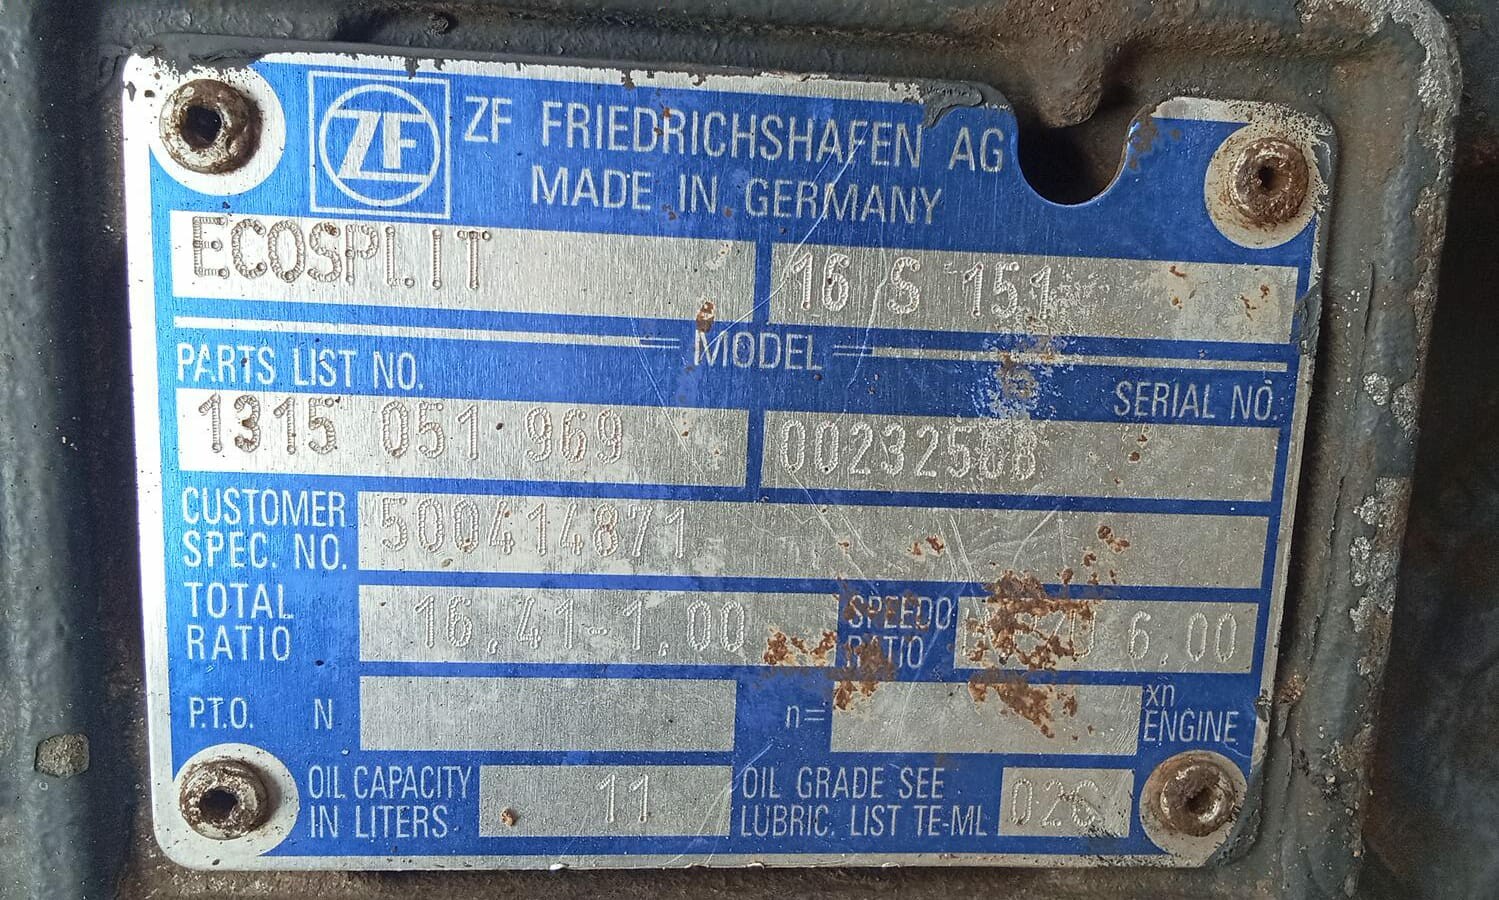 ZF
ZF FRIEDRICHSHAFEN AG
MADE IN GERMANY
ECOSPLIT 16 S 151
MODEL
PARTS LIST NO. SERIAL NO.
1315 051 969
CUSTOMER SPEC. NO. 500414871
TOTAL RATIO 16,41-1,00 SPEEDO RATIO 6.00
P.T.O. N n= xn ENGINE
OIL CAPACITY IN LITERS 11 OIL GRADE SEE LUBRIC. LIST TE-ML